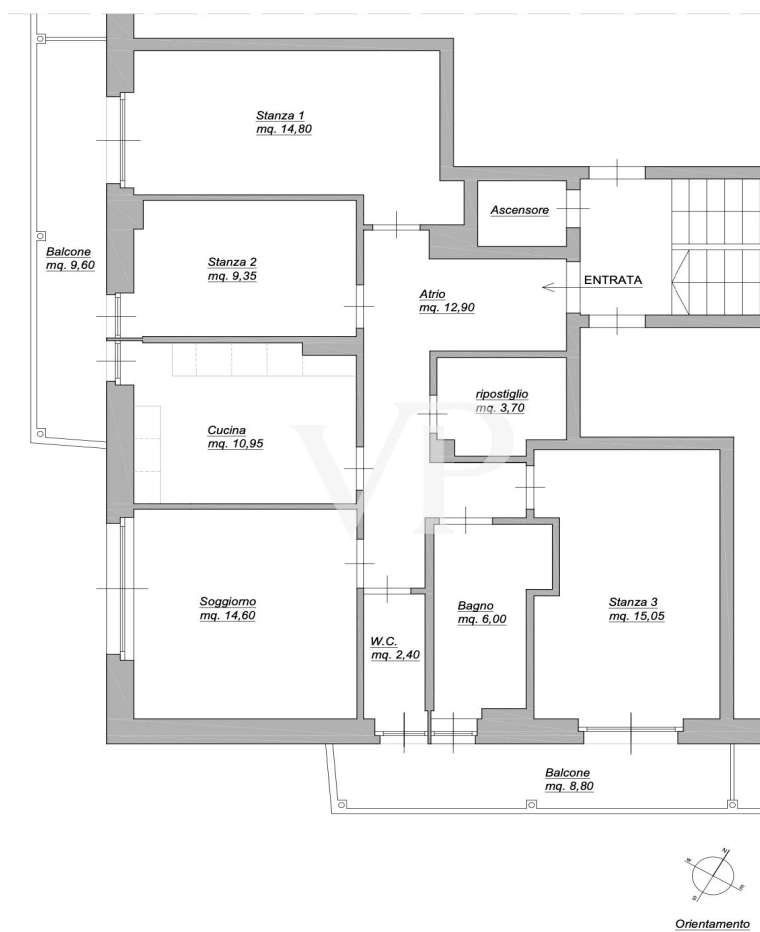 Stanza 1
mq. 14,80
Ascensore
Balcone
mq. 9,60
Stanza 2
mq. 9,35
ENTRATA
Atrio
mq. 12,90
ripostiglio
mq. 3,70
Cucina
mq. 10,95
VP
Soggiorno
mq. 14,60
Bagno
mq. 6,00
Stanza 3
mq. 15,05
W.C.
mq. 2,40
Balcone
mq. 8,80
N
W
E
S
Orientamento